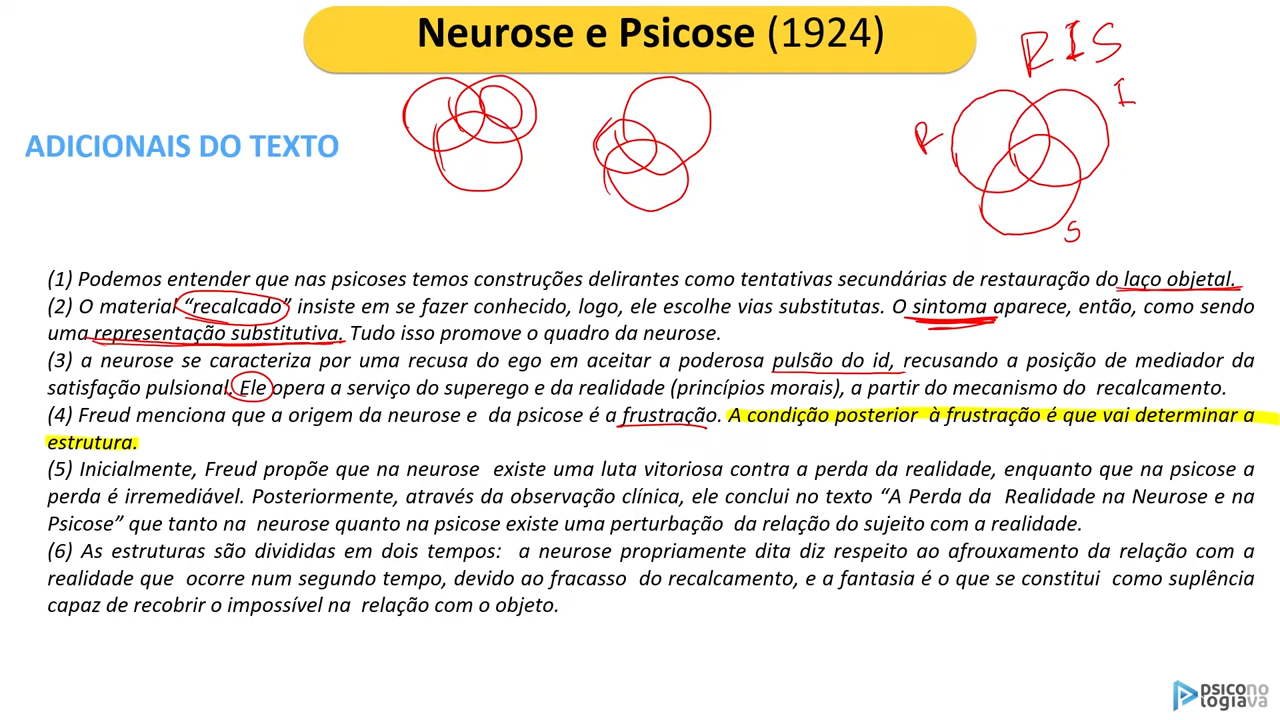 Neurose e Psicose (1924)
R I S
I
R
ADICIONAIS DO TEXTO
S
(1) Podemos entender que nas psicoses temos construções delirantes como tentativas secundárias de restauração do laço objetal.
(2) O material “recalcado” insiste em se fazer conhecido, logo, ele escolhe vias substitutas. O sintoma aparece, então, como sendo
uma representação substitutiva. Tudo isso promove o quadro da neurose.
(3) a neurose se caracteriza por uma recusa do ego em aceitar a poderosa pulsão do id, recusando a posição de mediador da
satisfação pulsional. Ele opera a serviço do superego e da realidade (princípios morais), a partir do mecanismo do recalcamento.
(4) Freud menciona que a origem da neurose e da psicose é a frustração. A condição posterior à frustração é que vai determinar a
estrutura.
(5) Inicialmente, Freud propõe que na neurose existe uma luta vitoriosa contra a perda da realidade, enquanto que na psicose a
perda é irremediável. Posteriormente, através da observação clínica, ele conclui no texto “A Perda da Realidade na Neurose e na
Psicose” que tanto na neurose quanto na psicose existe uma perturbação da relação do sujeito com a realidade.
(6) As estruturas são divididas em dois tempos: a neurose propriamente dita diz respeito ao afrouxamento da relação com a
realidade que ocorre num segundo tempo, devido ao fracasso do recalcamento, e a fantasia é o que se constitui como suplência
capaz de recobrir o impossível na relação com o objeto.
psicono
logiava